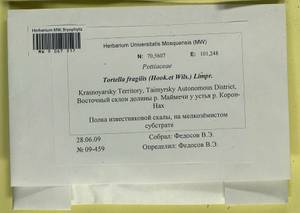 Herbarium MW, Bryophyta
Herbarium Universitatis Mosquensis (MW)
N: 70,5607 E: 101,248
Pottiaceae
Tortella fragilis (Hook.et Wils.) Limpr.
Krasnoyarsky Territory, Taimyrsky Autonomous District,
Восточный склон долины р. Маймечи у устья р. Корон-
Нах
Полка известняковой скалы, на мелкозёмистом
субстрате
28.06.09 Собрал: Федосов В.Э.
№ 09-459 Определил: Федосов В.Э.